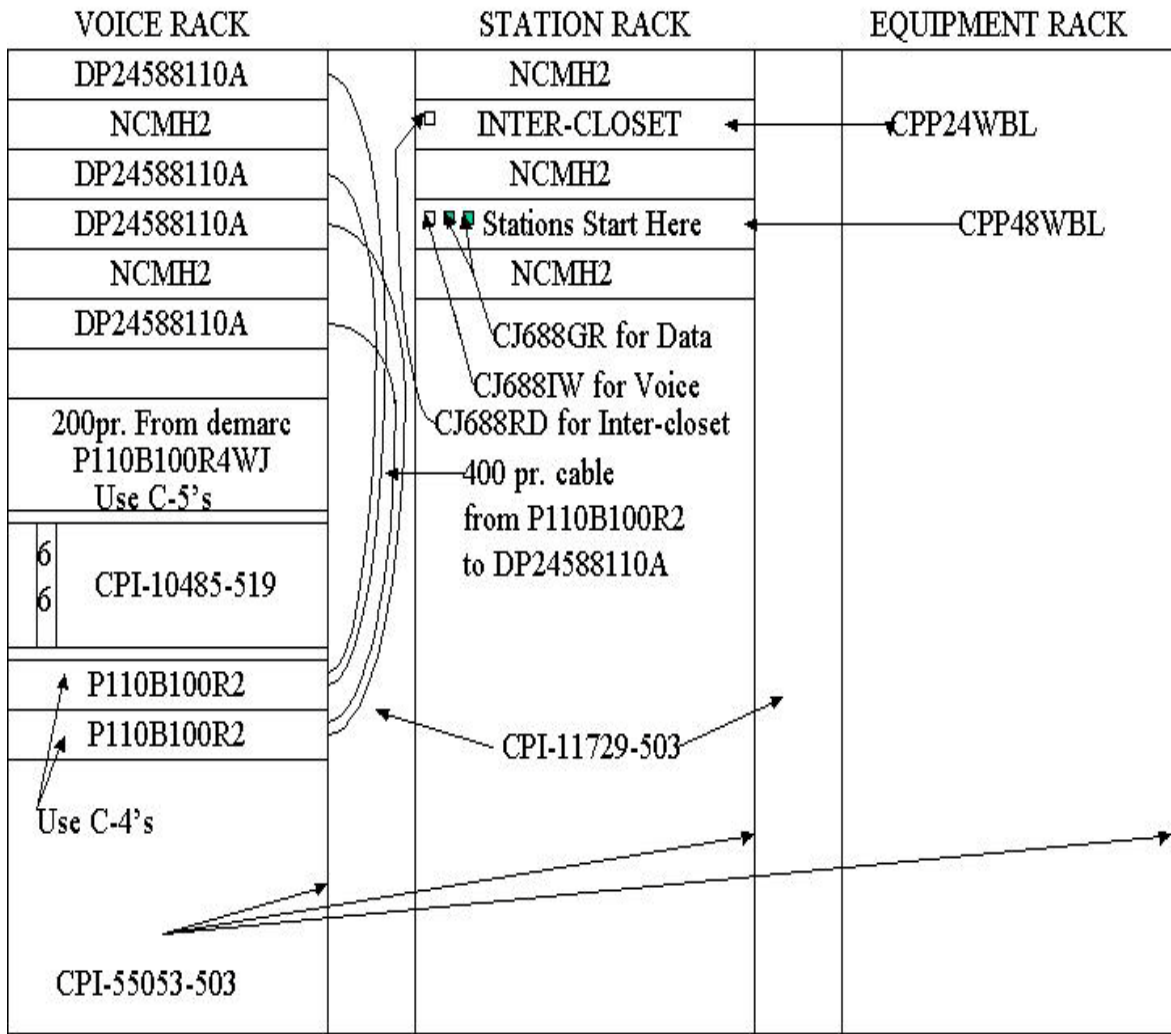 VOICE RACK
STATION RACK
EQUIPMENT RACK
DP24588110A
NCMH2
DP24588110A
DP24588110A
NCMH2
DP24588110A
200pr. From demarc
P110B100R4WJ
Use C-5's
6
6
CPI-10485-519
P110B100R2
P110B100R2
Use C-4's
CPI-55053-503
NCMH2
INTER-CLOSET
NCMH2
Stations Start Here
NCMH2
CJ688GR for Data
CJ688IW for Voice
CJ688RD for Inter-closet
400 pr. cable
from P110B100R2
to DP24588110A
CPI-11729-503
CPP24WBL
CPP48WBL